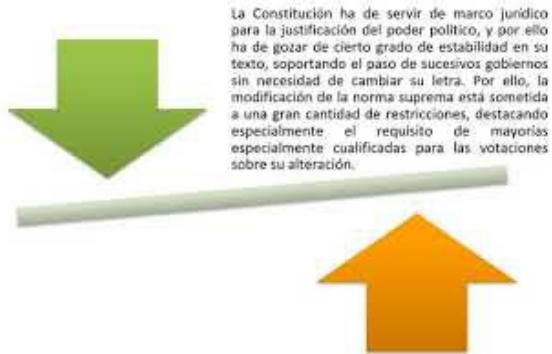 La Constitución ha de servir de marco jurídico
para la justificación del poder político, y por ello
ha de gozar de cierto grado de estabilidad en su
texto, soportando el paso de sucesivos gobiernos
sin necesidad de cambiar su letra. Por ello, la
modificación de la norma suprema está sometida
a una gran cantidad de restricciones, destacando
especialmente el requisito de mayorías
especialmente cualificadas para las votaciones
sobre su alteración.